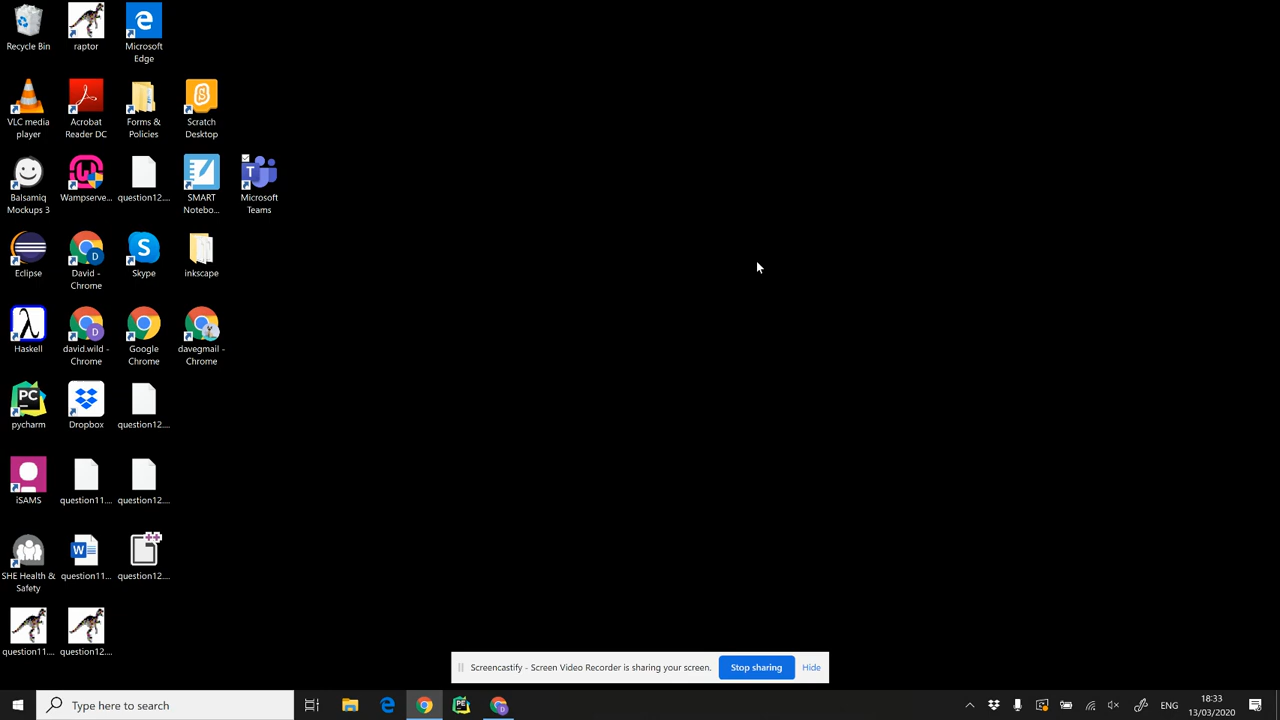 Recycle Bin
raptor
Microsoft
Edge
VLC media
player
Acrobat
Reader DC
Forms &
Policies
Scratch
Desktop
Balsamiq
Mockups 3
Wampserve...
question12....
SMART
Notebo...
Microsoft
Teams
Eclipse
David -
Chrome
Skype
inkscape
Haskell
david.wild -
Chrome
Google
Chrome
davegmail -
Chrome
pycharm
Dropbox
question12....
iSAMS
question11....
question12....
SHE Health &
Safety
question11...
question12....
question11....
question12....
Screencastify - Screen Video Recorder is sharing your screen.
Stop sharing
Hide
Type here to search
ENG
18:33
13/03/2020